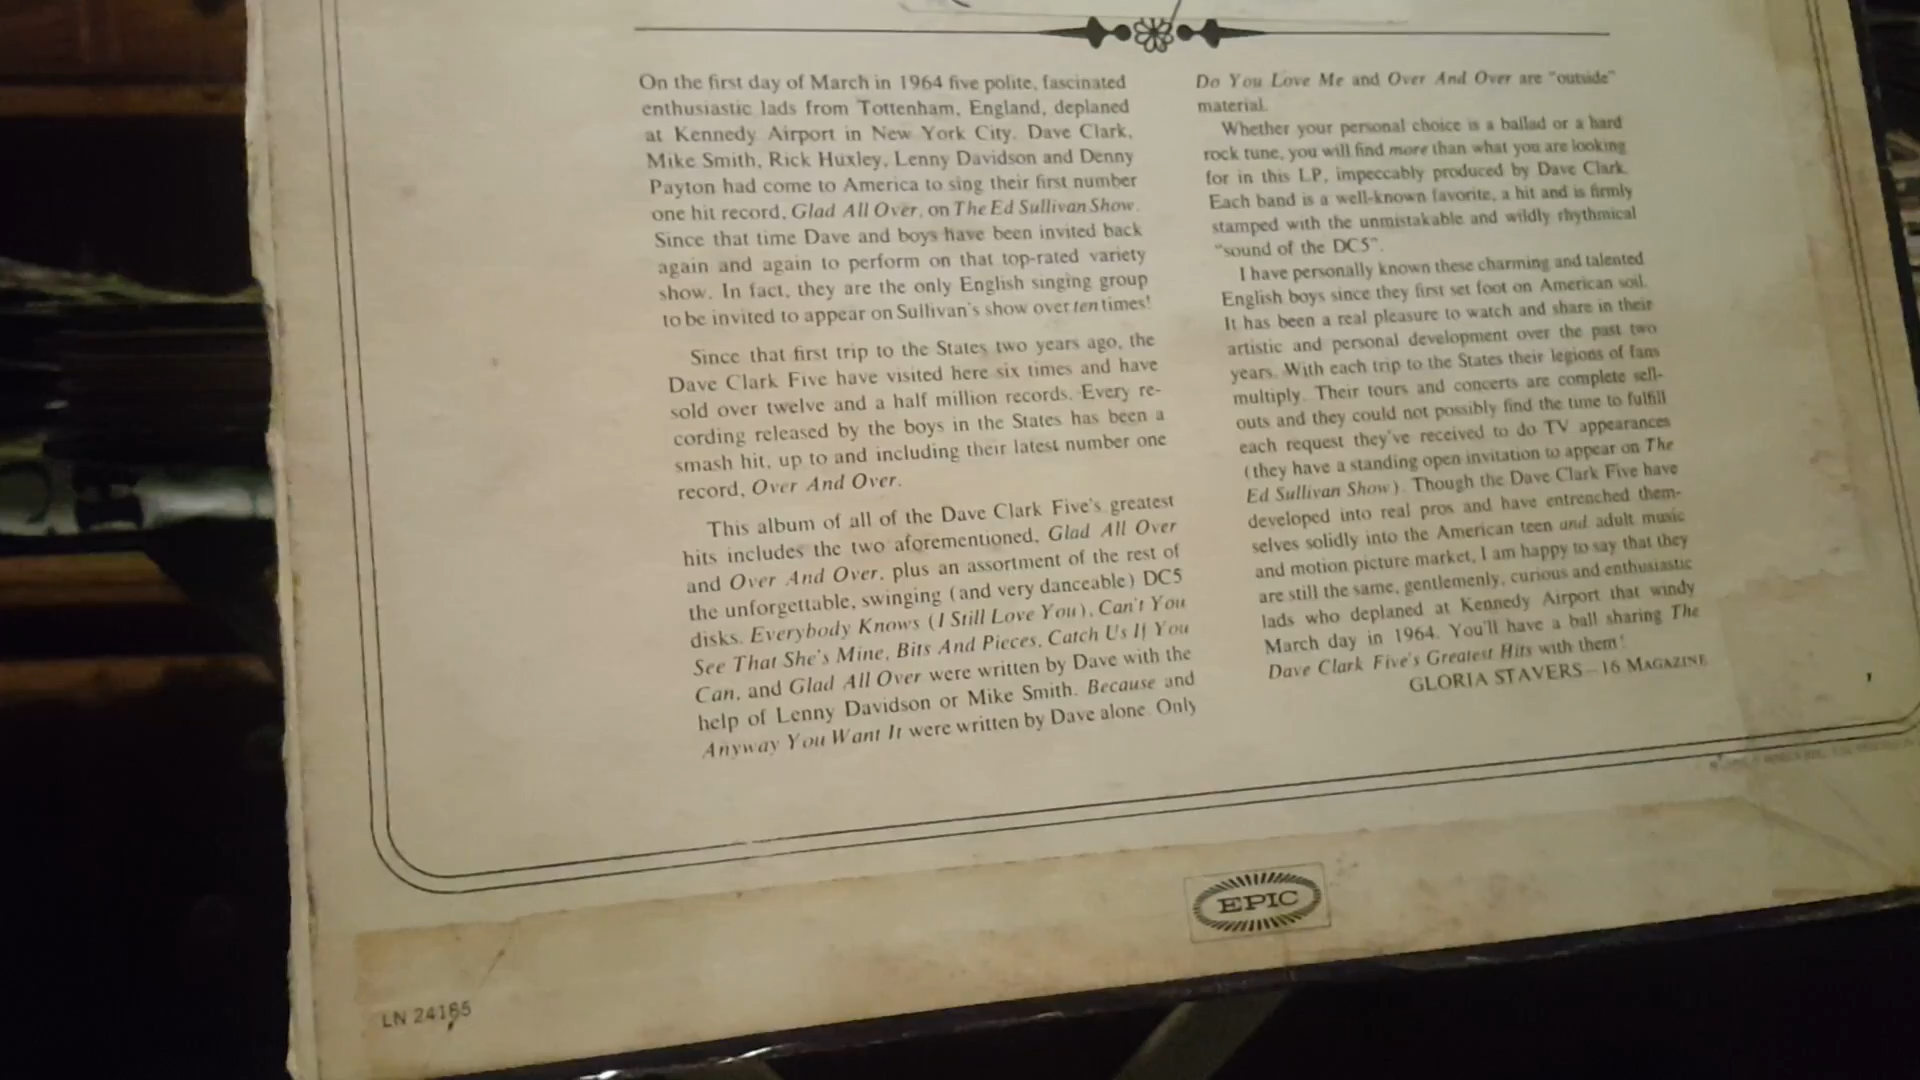 On the first day of March in 1964 five polite, fascinated
enthusiastic lads from Tottenham, England, deplaned
at Kennedy Airport in New York City. Dave Clark,
Mike Smith, Rick Huxley, Lenny Davidson and Denny
Payton had come to America to sing their first number
one hit record, Glad All Over, on The Ed Sullivan Show.
Since that time Dave and boys have been invited back
again and again to perform on that top-rated variety
show. In fact, they are the only English singing group
to be invited to appear on Sullivan's show over ten times!
Since that first trip to the States two years ago, the
Dave Clark Five have visited here six times and have
sold over twelve and a half million records. Every re-
cording released by the boys in the States has been a
smash hit, up to and including their latest number one
record, Over And Over.
This album of all of the Dave Clark Five's greatest
hits includes the two aforementioned, Glad All Over
and Over And Over, plus an assortment of the rest of
the unforgettable, swinging (and very danceable) DC5
disks. Everybody Knows (I Still Love You), Can't You
See That She's Mine, Bits And Pieces, Catch Us If You
Can, and Glad All Over were written by Dave with the
help of Lenny Davidson or Mike Smith. Because and
Anyway You Want It were written by Dave alone. Only
Do You Love Me and Over And Over are "outside"
material.
Whether your personal choice is a ballad or a hard
rock tune, you will find more than what you are looking
for in this LP, impeccably produced by Dave Clark.
Each band is a well-known favorite, a hit and is firmly
stamped with the unmistakable and wildly rhythmical
"sound of the DC5".
I have personally known these charming and talented
English boys since they first set foot on American soil.
It has been a real pleasure to watch and share in their
artistic and personal development over the past two
years. With each trip to the States their legions of fans
multiply. Their tours and concerts are complete sell-
outs and they could not possibly find the time to fulfill
each request they've received to do TV appearances
(they have a standing open invitation to appear on The
Ed Sullivan Show). Though the Dave Clark Five have
developed into real pros and have entrenched them-
selves solidly into the American teen and adult music
and motion picture market, I am happy to say that they
are still the same, gentlemenly, curious and enthusiastic
lads who deplaned at Kennedy Airport that windy
March day in 1964. You'll have a ball sharing The
Dave Clark Five's Greatest Hits with them!
GLORIA STAVERS—16 MAGAZINE
EPIC
LN 24185